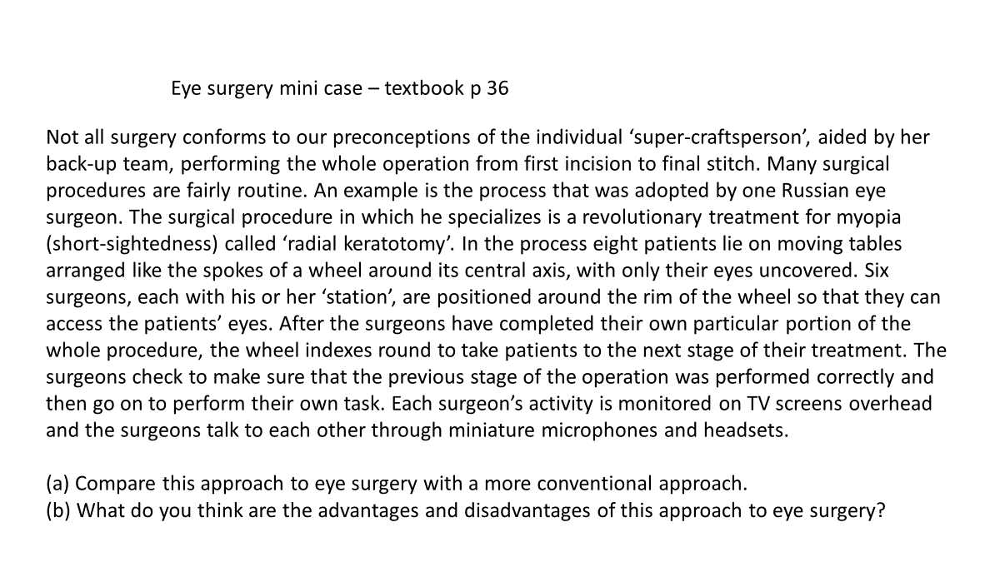 Eye surgery mini case – textbook p 36
Not all surgery conforms to our preconceptions of the individual ‘super-craftsperson’, aided by her
back-up team, performing the whole operation from first incision to final stitch. Many surgical
procedures are fairly routine. An example is the process that was adopted by one Russian eye
surgeon. The surgical procedure in which he specializes is a revolutionary treatment for myopia
(short-sightedness) called ‘radial keratotomy’. In the process eight patients lie on moving tables
arranged like the spokes of a wheel around its central axis, with only their eyes uncovered. Six
surgeons, each with his or her ‘station’, are positioned around the rim of the wheel so that they can
access the patients’ eyes. After the surgeons have completed their own particular portion of the
whole procedure, the wheel indexes round to take patients to the next stage of their treatment. The
surgeons check to make sure that the previous stage of the operation was performed correctly and
then go on to perform their own task. Each surgeon’s activity is monitored on TV screens overhead
and the surgeons talk to each other through miniature microphones and headsets.
(a) Compare this approach to eye surgery with a more conventional approach.
(b) What do you think are the advantages and disadvantages of this approach to eye surgery?